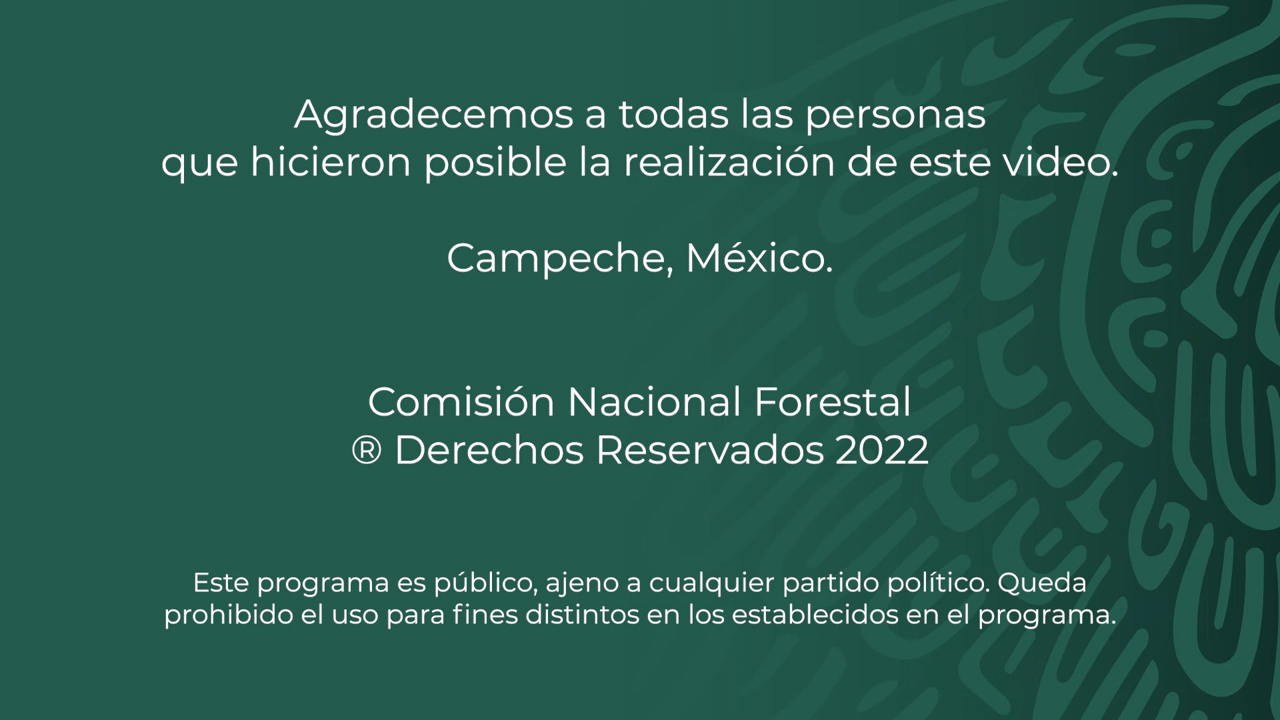 Agradecemos a todas las personas
que hicieron posible la realización de este video.
Campeche, México.
Comisión Nacional Forestal
® Derechos Reservados 2022
Este programa es público, ajeno a cualquier partido político. Queda
prohibido el uso para fines distintos en los establecidos en el programa.